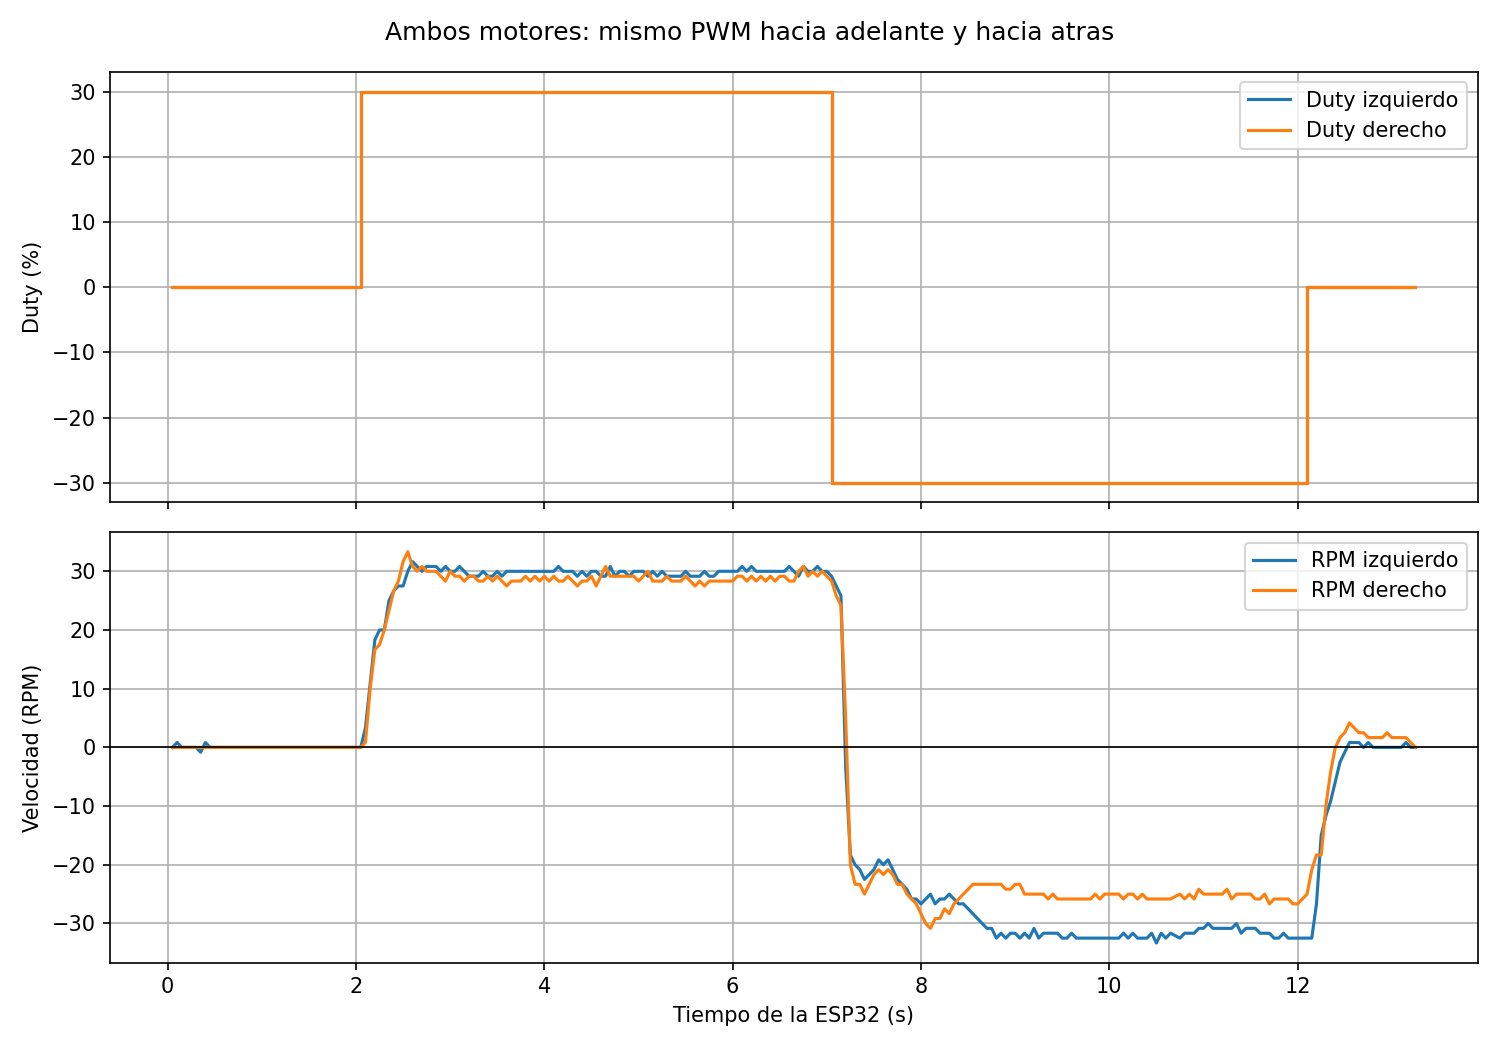 Ambos motores: mismo PWM hacia adelante y hacia atras
30
20
10
0
−10
−20
−30
Duty (%)
Duty izquierdo
Duty derecho
30
20
10
0
−10
−20
−30
Velocidad (RPM)
RPM izquierdo
RPM derecho
0 2 4 6 8 10 12
Tiempo de la ESP32 (s)